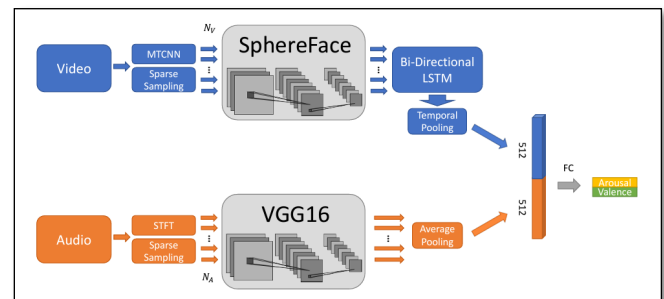 N_V
SphereFace
MTCNN
Video
Sparse
Sampling
Bi-Directional
LSTM
Temporal
Pooling
512
FC
Arousal
Valence
512
VGG16
STFT
Audio
Sparse
Sampling
Average
Pooling
N_A